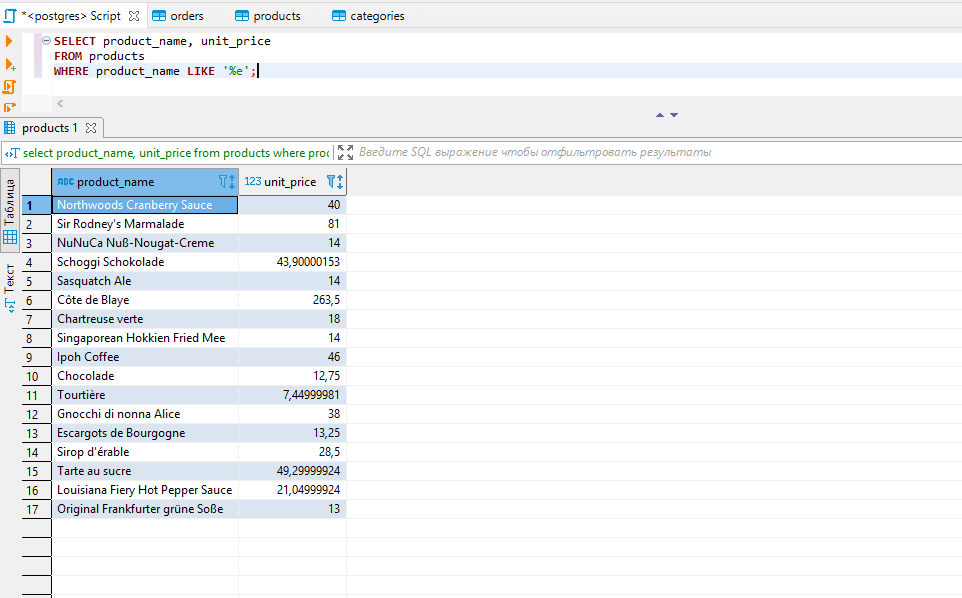 *<postgres> Script orders products categories
SELECT product_name, unit_price
FROM products
WHERE product_name LIKE '%e';
products 1
select product_name, unit_price from products where proc
Введите SQL выражение чтобы отфильтровать результаты
Таблица
Текст
ABC product_name 123 unit_price
1 Northwoods Cranberry Sauce 40
2 Sir Rodney's Marmalade 81
3 NuNuCa Nuß-Nougat-Creme 14
4 Schoggi Schokolade 43,90000153
5 Sasquatch Ale 14
6 Côte de Blaye 263,5
7 Chartreuse verte 18
8 Singaporean Hokkien Fried Mee 14
9 Ipoh Coffee 46
10 Chocolade 12,75
11 Tourtière 7,44999981
12 Gnocchi di nonna Alice 38
13 Escargots de Bourgogne 13,25
14 Sirop d'érable 28,5
15 Tarte au sucre 49,29999924
16 Louisiana Fiery Hot Pepper Sauce 21,04999924
17 Original Frankfurter grüne Soße 13